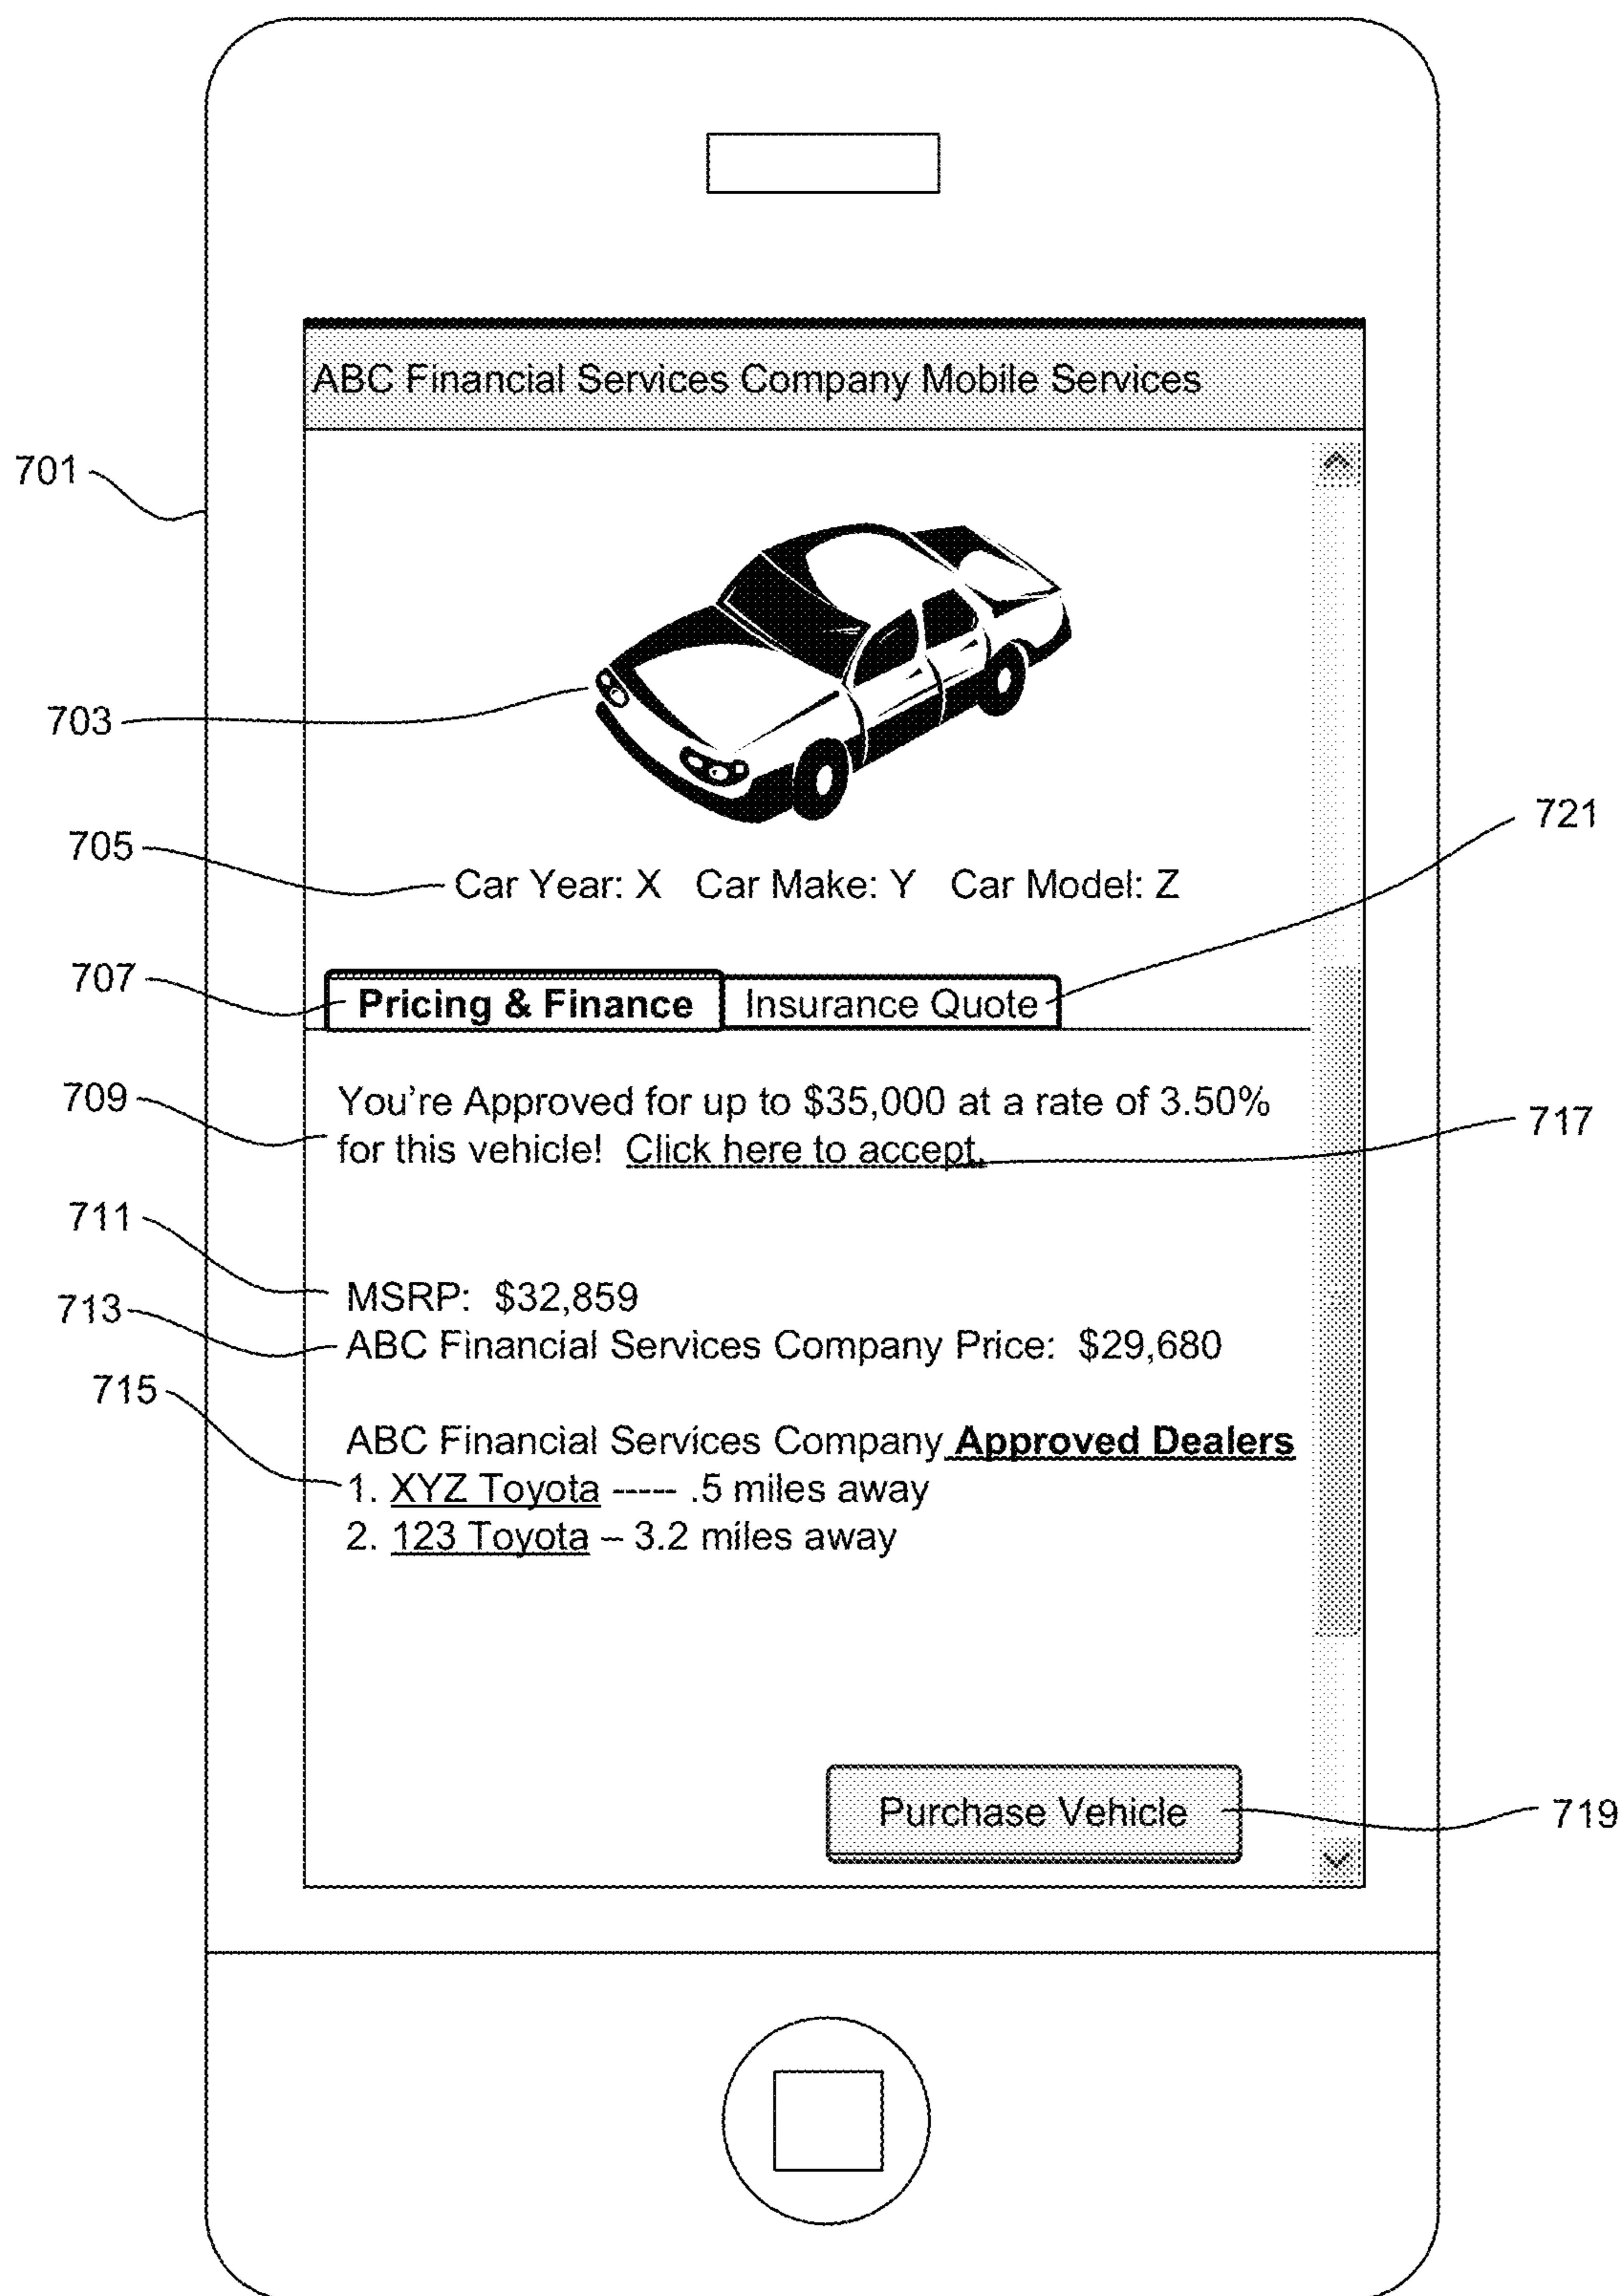 ABC Financial Services Company Mobile Services
701
703
721
705
Car Year: X Car Make: Y Car Model: Z
707
Pricing & Finance Insurance Quote
709
You're Approved for up to $35,000 at a rate of 3.50%
717
for this vehicle! Click here to accept.
711
MSRP: $32,859
713
ABC Financial Services Company Price: $29,680
715
ABC Financial Services Company Approved Dealers
1. XYZ Toyota ----- .5 miles away
2. 123 Toyota – 3.2 miles away
Purchase Vehicle
719